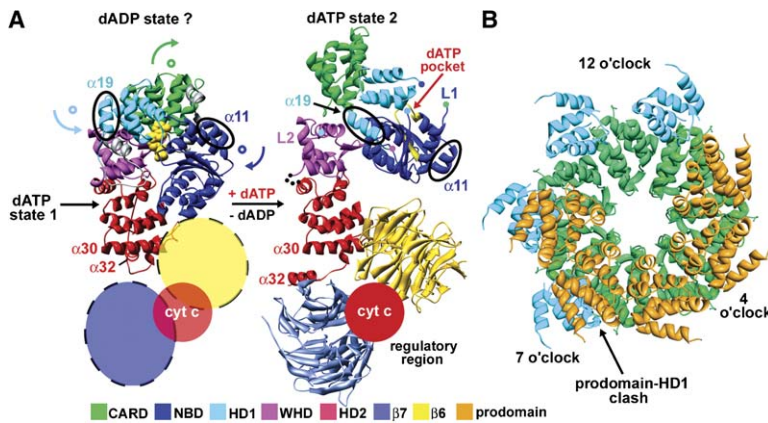 A
dADP state ?
dATP state 2
B
α19
α11
dATP
pocket
L1
α19
L2
α11
12 o'clock
dATP
state 1
+ dATP
- dADP
α30
α32
α30
α32
cyt c
cyt c
regulatory
region
4
o'clock
7 o'clock
prodomain-HD1
clash
CARD NBD HD1 WHD HD2 β7 β6 prodomain